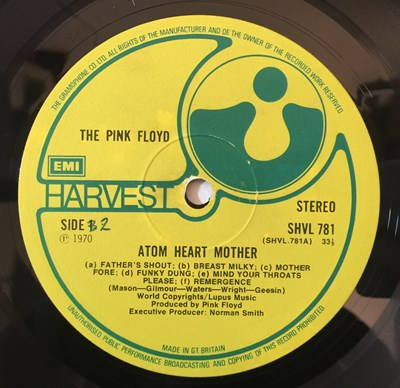 THE GRAMOPHONE CO. LTD. ALL RIGHTS OF THE MANUFACTURER AND OF THE OWNER OF THE RECORDED WORK RESERVED
THE PINK FLOYD
EMI
HARVEST
STEREO
SIDE B2
SHVL 781
℗ 1970
(SHVL.781A) 33⅓
ATOM HEART MOTHER
(a) FATHER'S SHOUT; (b) BREAST MILKY; (c) MOTHER
FORE; (d) FUNKY DUNG; (e) MIND YOUR THROATS
PLEASE; (f) REMERGENCE
(Mason—Gilmour—Waters—Wright—Geesin)
World Copyrights/Lupus Music
Produced by Pink Floyd
Executive Producer: Norman Smith
MADE IN GT. BRITAIN
UNAUTHORISED PUBLIC PERFORMANCE BROADCASTING AND COPYING OF THIS RECORD PROHIBITED